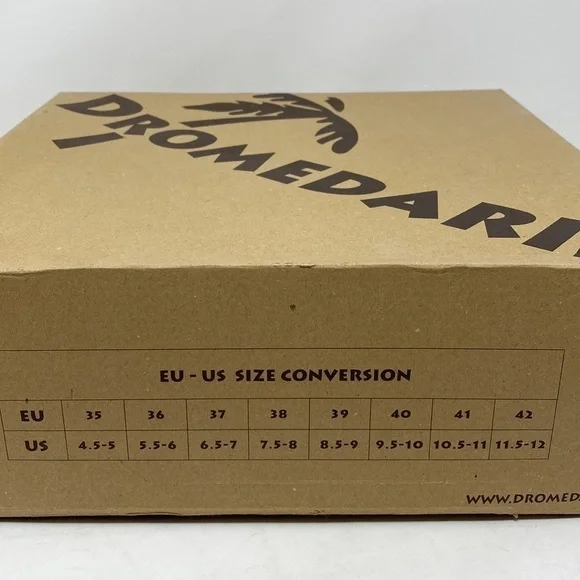 DROMEDARI
EU - US SIZE CONVERSION
EU 35 36 37 38 39 40 41 42
US 4.5-5 5.5-6 6.5-7 7.5-8 8.5-9 9.5-10 10.5-11 11.5-12
WWW.DROMED